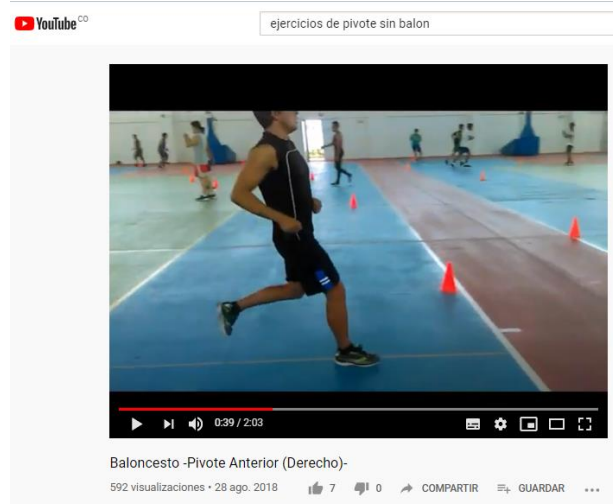 YouTube CO
ejercicios de pivote sin balon
0:39 / 2:03
Baloncesto -Pivote Anterior (Derecho)-
592 visualizaciones • 28 ago. 2018 7 0 COMPARTIR GUARDAR